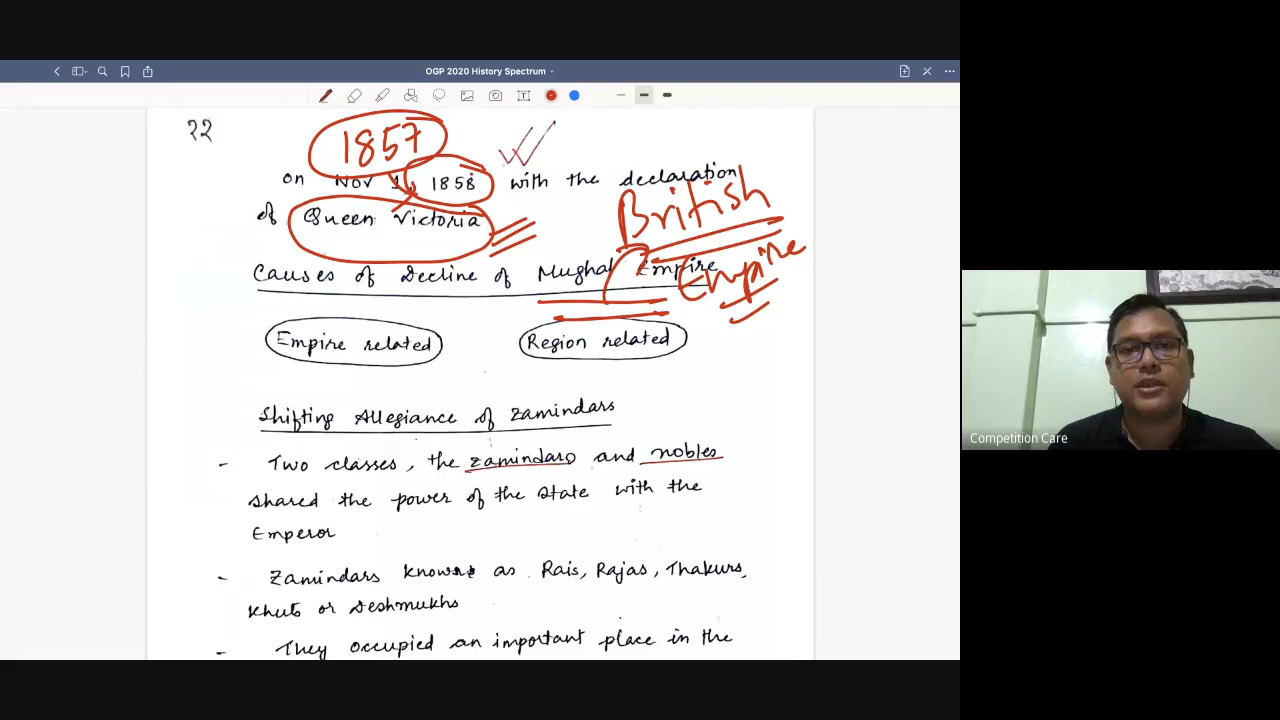 OGP 2020 History Spectrum
22
1857
on Nov 1, 1858 with the declaration
of Queen Victoria
British
Empire
Causes of Decline of Mughal Empire
Empire related
Region related
Shifting Allegiance of Zamindars
- Two classes, the zamindars and nobles
shared the power of the state with the
Emperor
- Zamindars known as Rais, Rajas, Thakurs,
Khuts or Deshmukhs
- They occupied an important place in the
Competition Care